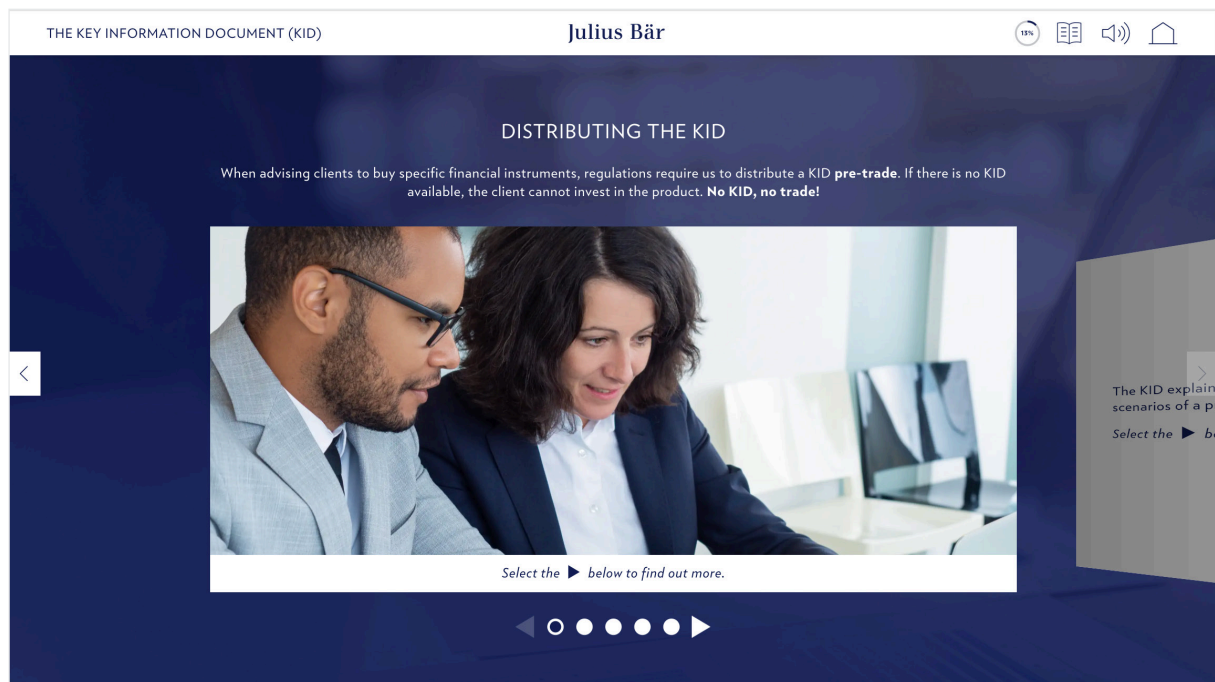 THE KEY INFORMATION DOCUMENT (KID)
Julius Bär
13%
DISTRIBUTING THE KID
When advising clients to buy specific financial instruments, regulations require us to distribute a KID pre-trade. If there is no KID
available, the client cannot invest in the product. No KID, no trade!
The KID explain
scenarios of a p
Select the ▶ be
Select the ▶ below to find out more.